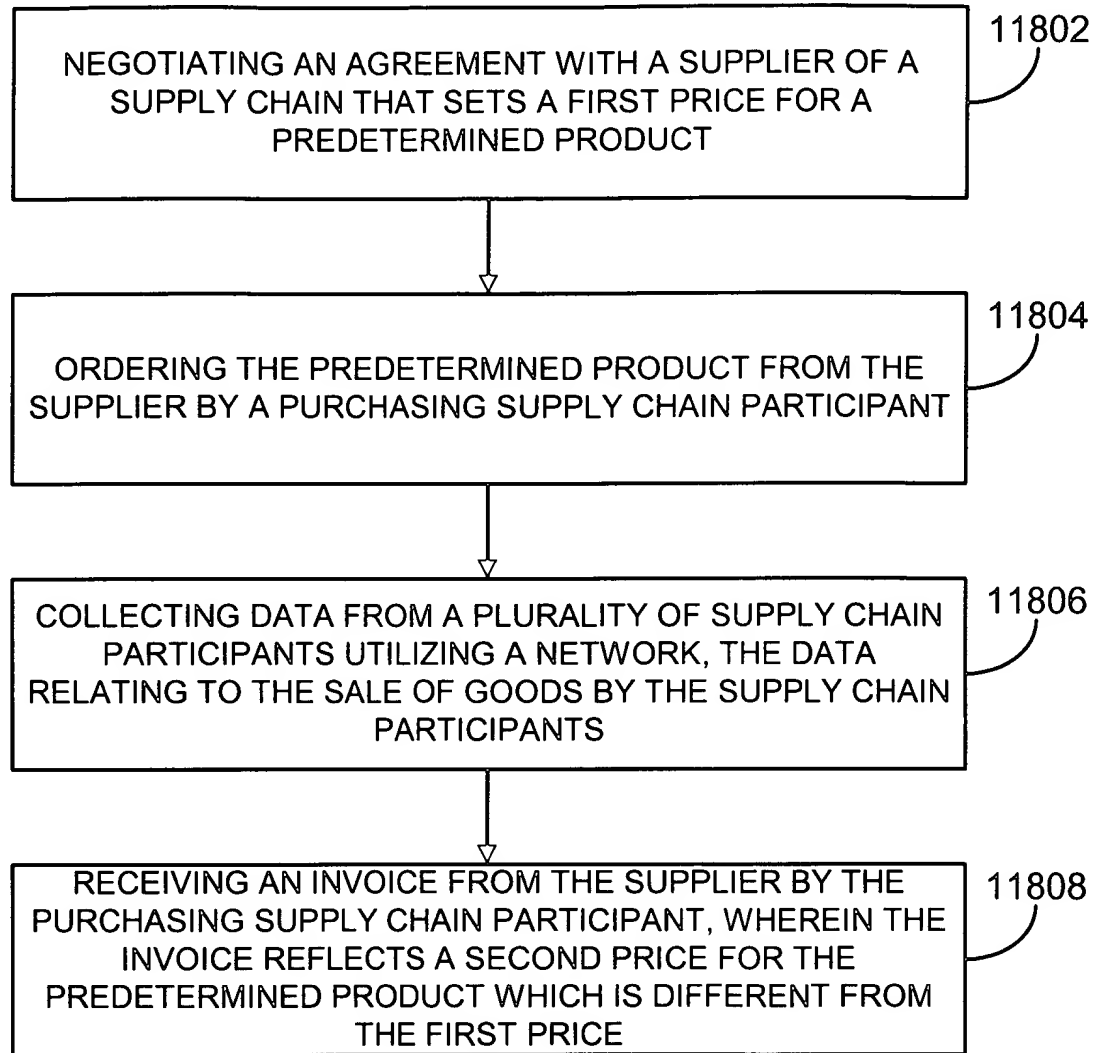 11802
NEGOTIATING AN AGREEMENT WITH A SUPPLIER OF A
SUPPLY CHAIN THAT SETS A FIRST PRICE FOR A
PREDETERMINED PRODUCT
11804
ORDERING THE PREDETERMINED PRODUCT FROM THE
SUPPLIER BY A PURCHASING SUPPLY CHAIN PARTICIPANT
11806
COLLECTING DATA FROM A PLURALITY OF SUPPLY CHAIN
PARTICIPANTS UTILIZING A NETWORK, THE DATA
RELATING TO THE SALE OF GOODS BY THE SUPPLY CHAIN
PARTICIPANTS
11808
RECEIVING AN INVOICE FROM THE SUPPLIER BY THE
PURCHASING SUPPLY CHAIN PARTICIPANT, WHEREIN THE
INVOICE REFLECTS A SECOND PRICE FOR THE
PREDETERMINED PRODUCT WHICH IS DIFFERENT FROM
THE FIRST PRICE